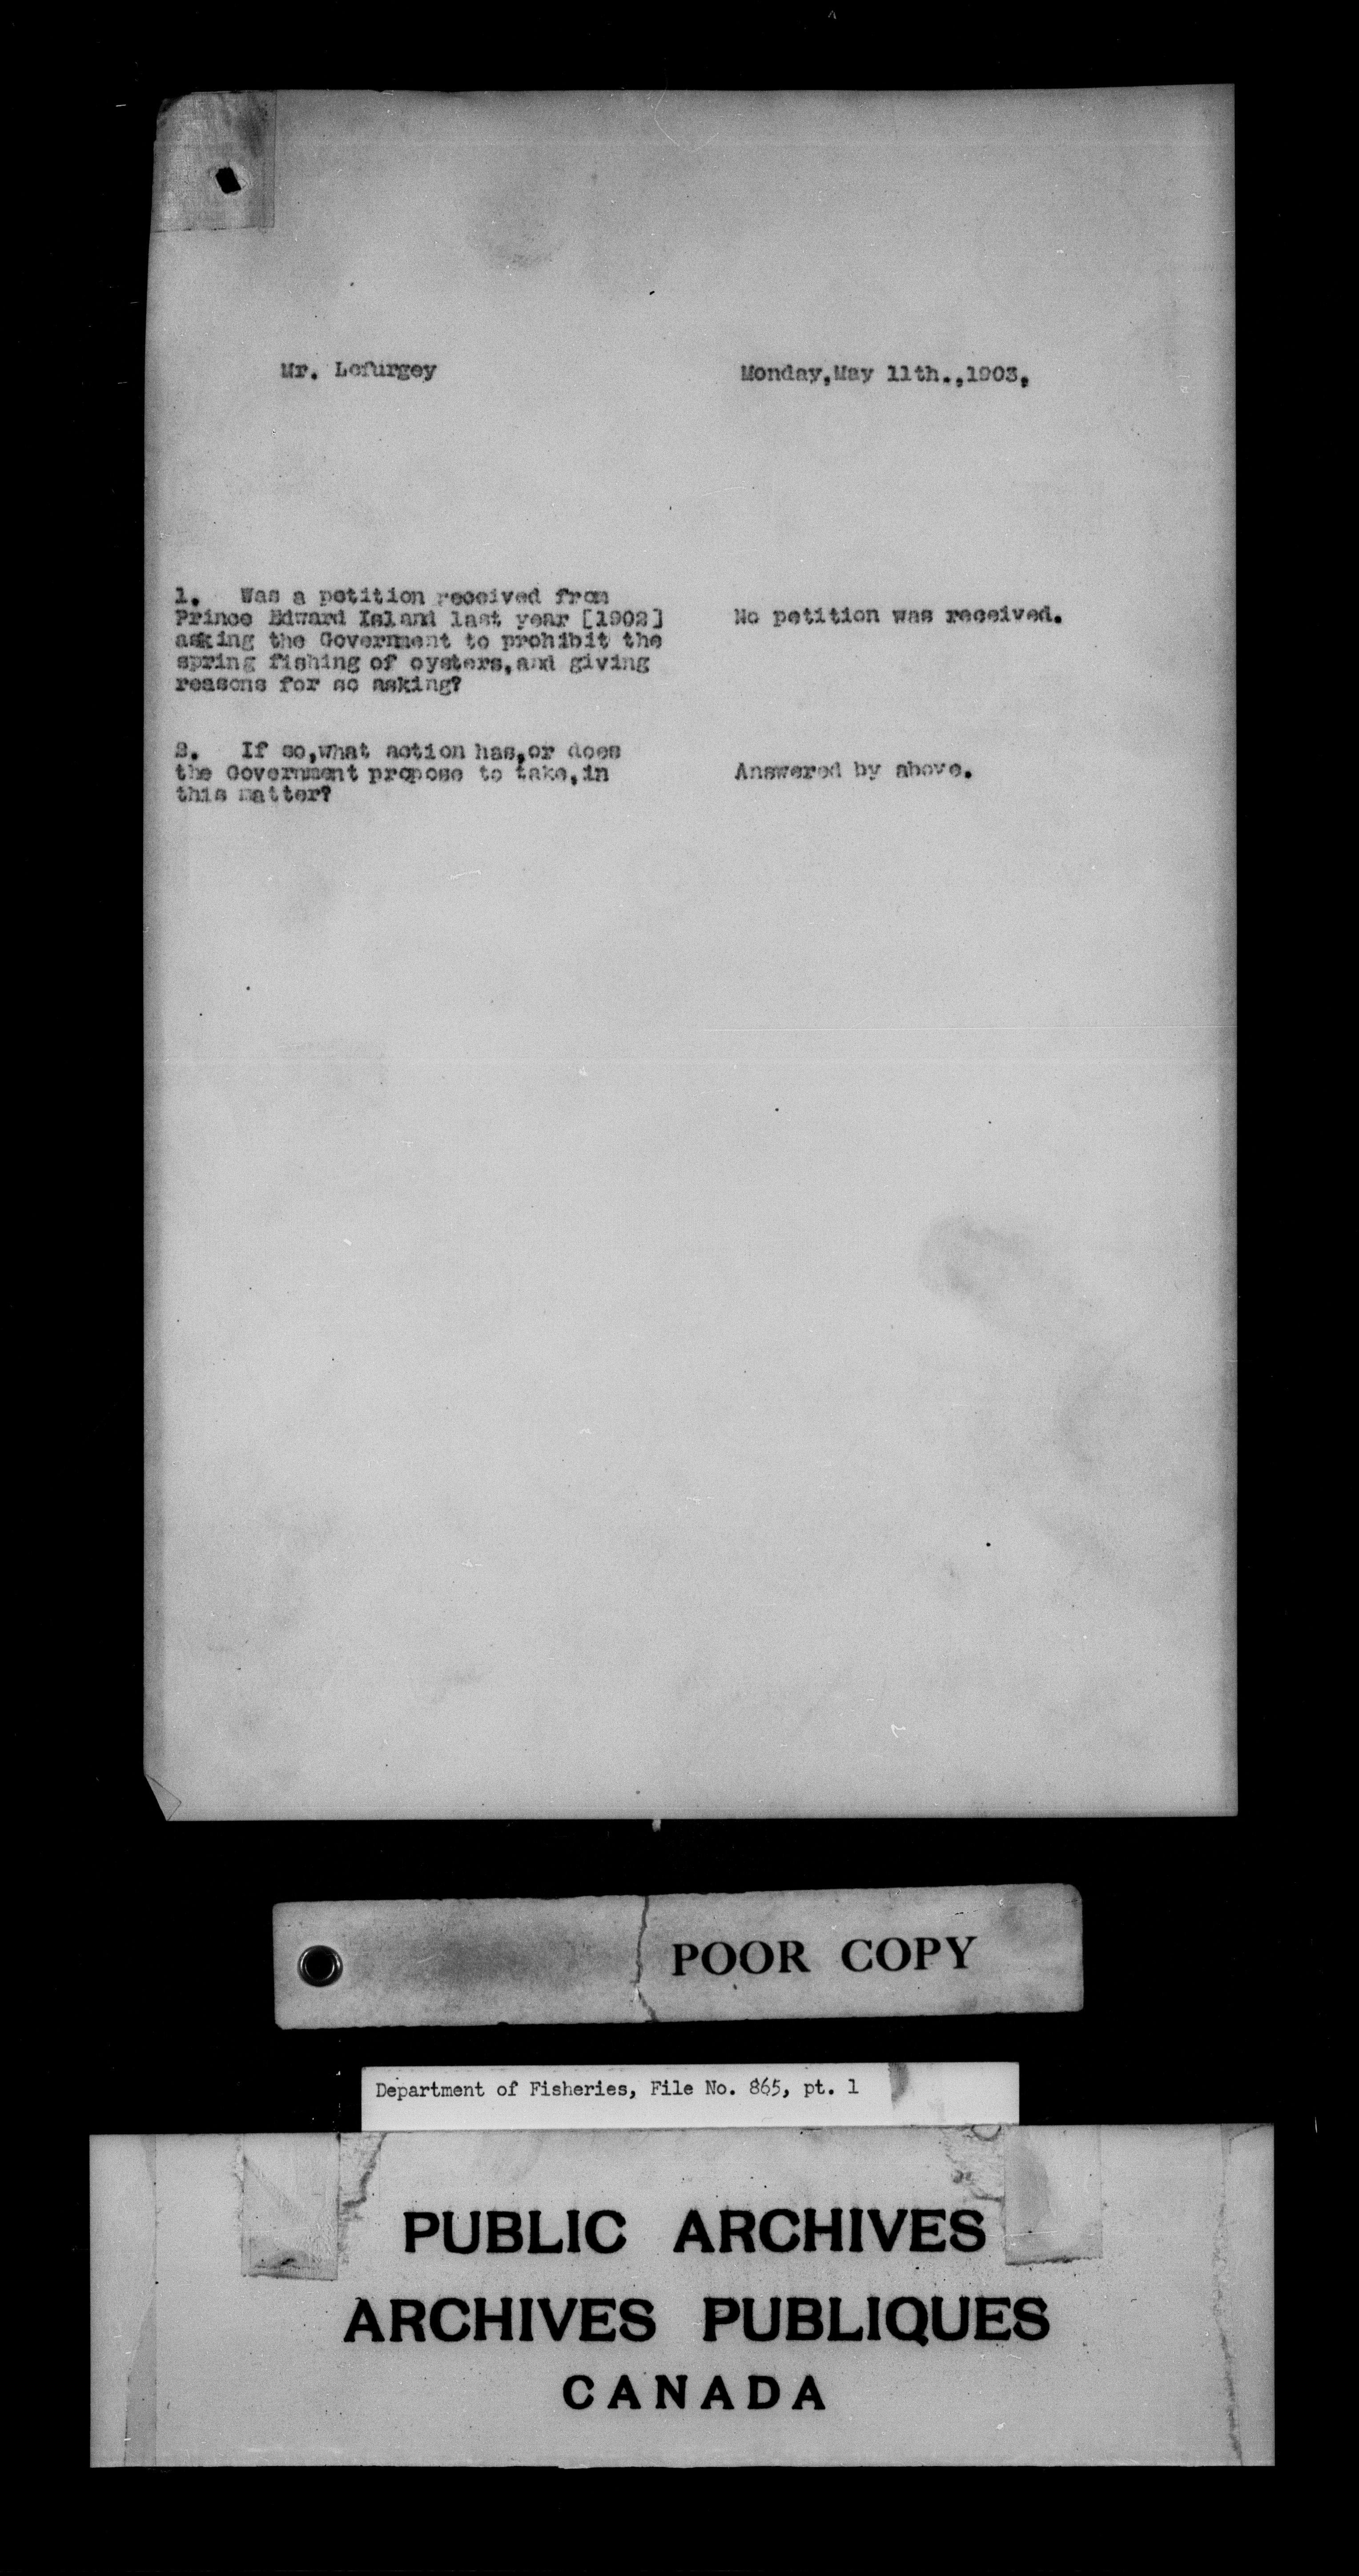 Mr. Lefurgey
Monday,May 11th.,1903.
1. Was a petition received from
Prince Edward Island last year [1902]
asking the Goverment to prohibit the
spring fishing of oysters,and giving
reasons for so asking?
No petition was received.
2. If so,what action has,or does
the Government propose to take,in
this matter?
Answered by above.
POOR COPY
Department of Fisheries, File No. 865, pt. 1
PUBLIC ARCHIVES
ARCHIVES PUBLIQUES
CANADA